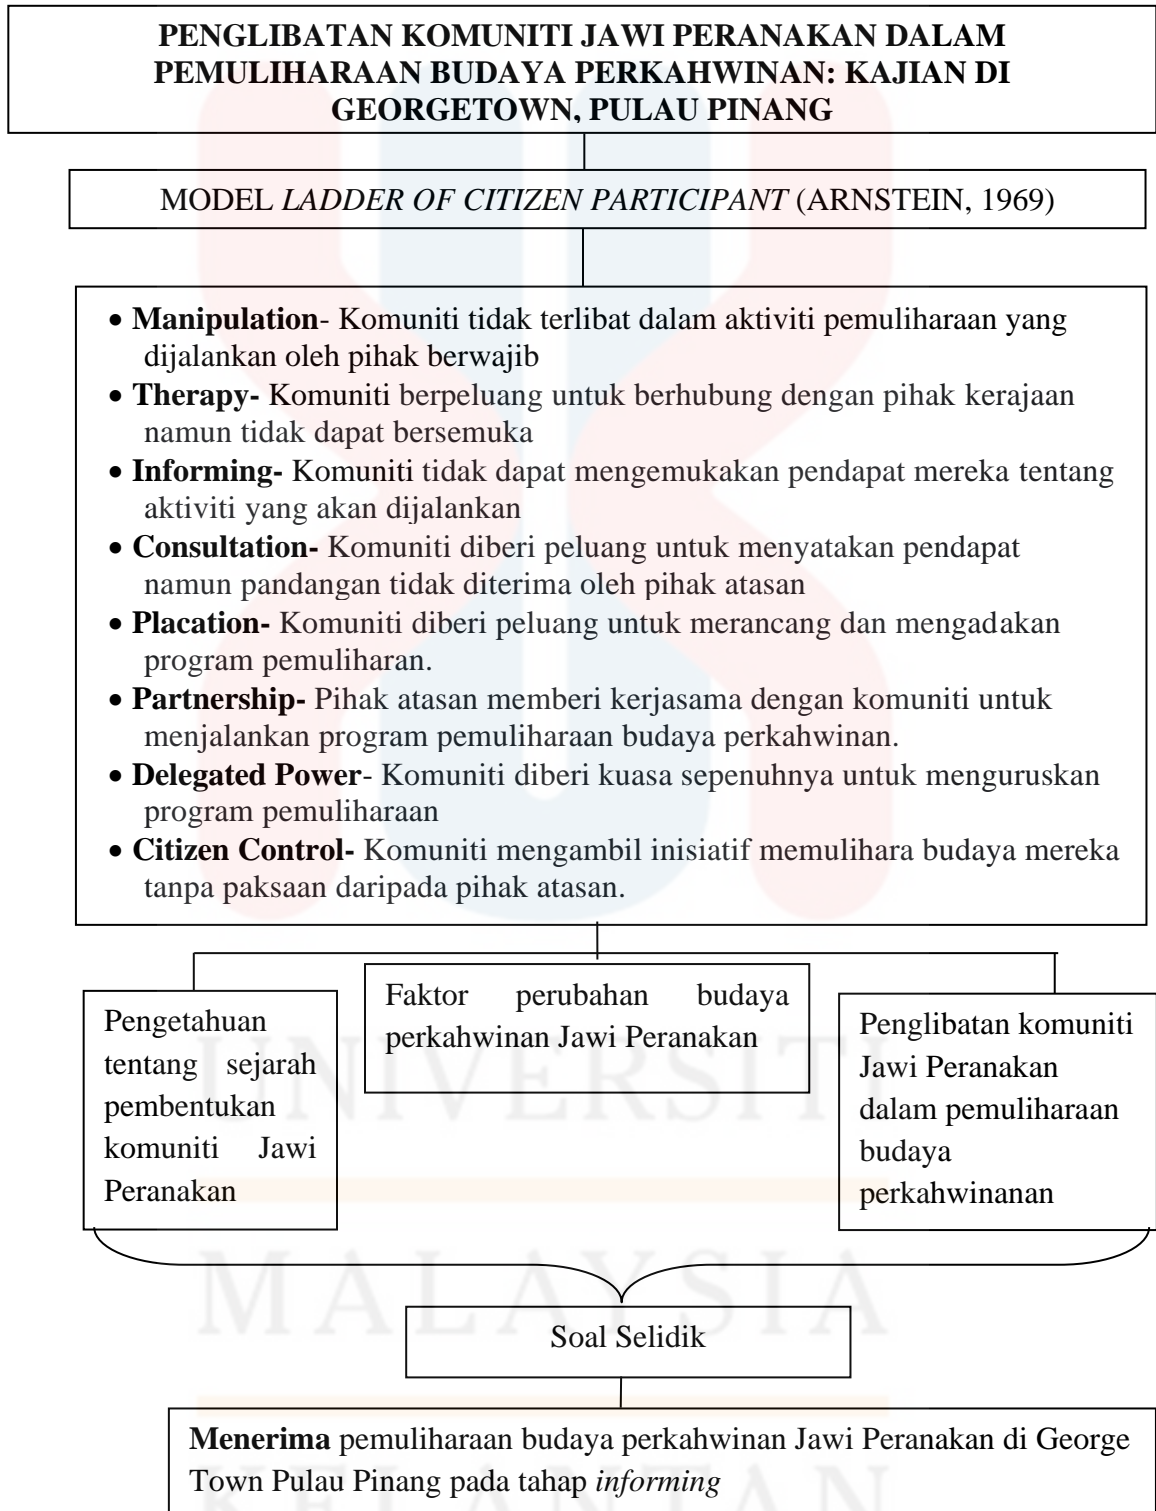 PENGLIBATAN KOMUNITI JAWI PERANAKAN DALAM
PEMULIHARAAN BUDAYA PERKAHWINAN: KAJIAN DI
GEORGETOWN, PULAU PINANG
MODEL LADDER OF CITIZEN PARTICIPANT (ARNSTEIN, 1969)
• Manipulation- Komuniti tidak terlibat dalam aktiviti pemuliharaan yang
dijalankan oleh pihak berwajib
• Therapy- Komuniti berpeluang untuk berhubung dengan pihak kerajaan
namun tidak dapat bersemuka
• Informing- Komuniti tidak dapat mengemukakan pendapat mereka tentang
aktiviti yang akan dijalankan
• Consultation- Komuniti diberi peluang untuk menyatakan pendapat
namun pandangan tidak diterima oleh pihak atasan
• Placation- Komuniti diberi peluang untuk merancang dan mengadakan
program pemuliharan.
• Partnership- Pihak atasan memberi kerjasama dengan komuniti untuk
menjalankan program pemuliharaan budaya perkahwinan.
• Delegated Power- Komuniti diberi kuasa sepenuhnya untuk menguruskan
program pemuliharaan
• Citizen Control- Komuniti mengambil inisiatif memulihara budaya mereka
tanpa paksaan daripada pihak atasan.
Pengetahuan
tentang sejarah
pembentukan
komuniti Jawi
Peranakan
Faktor perubahan budaya
perkahwinan Jawi Peranakan
Penglibatan komuniti
Jawi Peranakan
dalam pemuliharaan
budaya
perkahwinanan
UNIVERSITI
MALAYSIA
Soal Selidik
Menerima pemuliharaan budaya perkahwinan Jawi Peranakan di George
Town Pulau Pinang pada tahap informing
KELANTAN